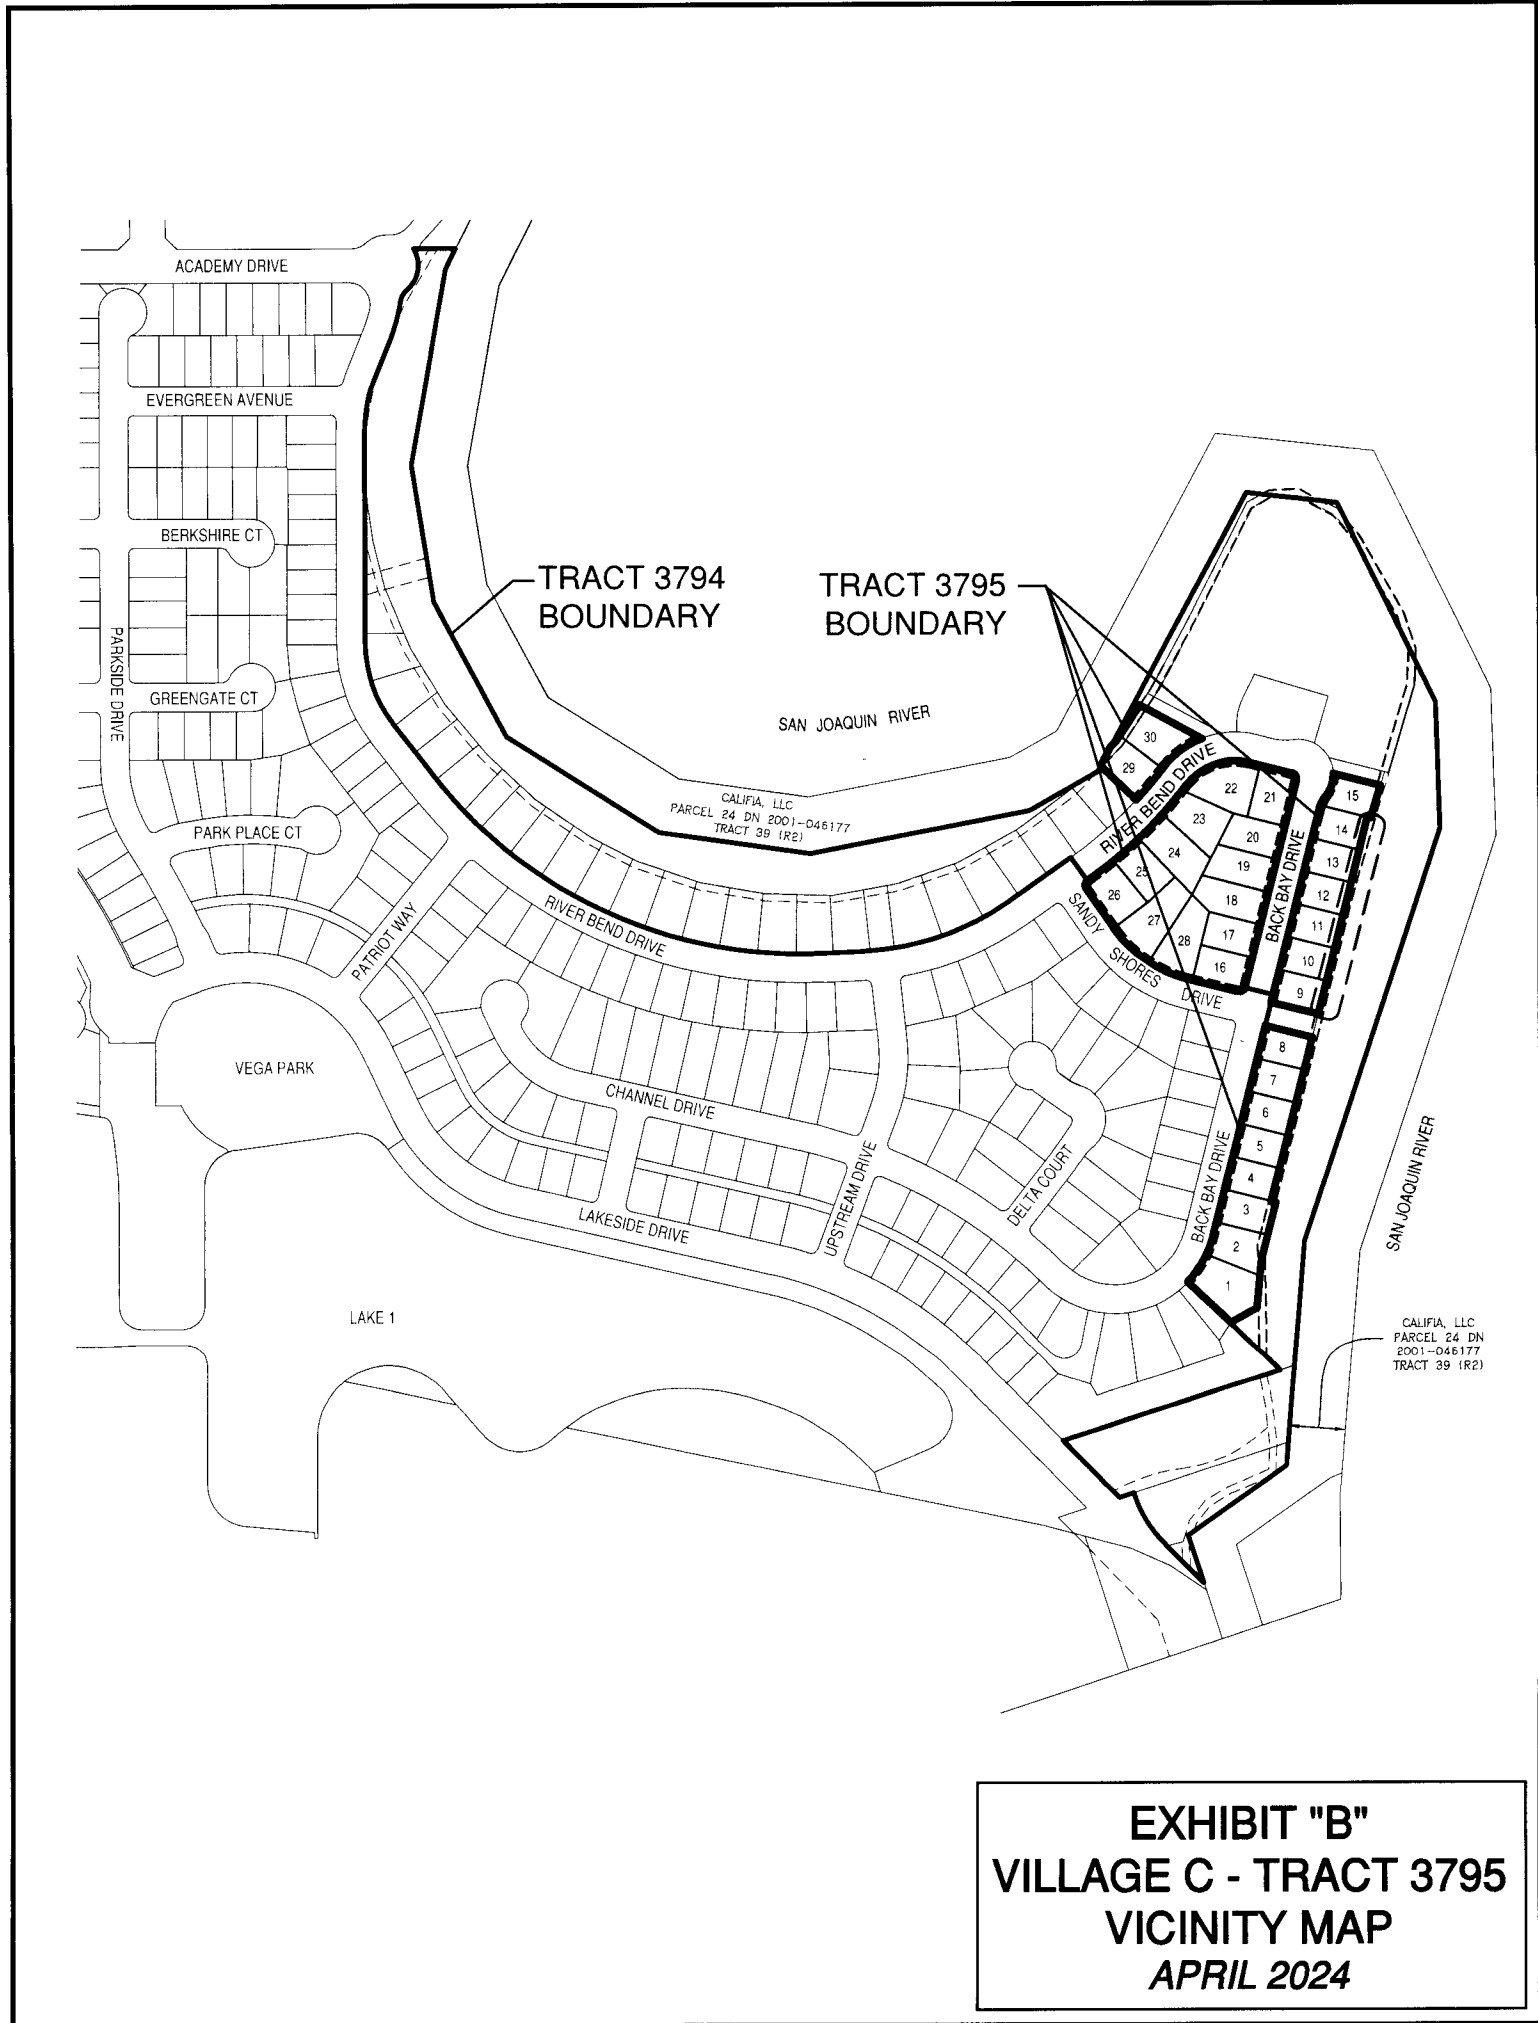 ACADEMY DRIVE
EVERGREEN AVENUE
BERKSHIRE CT
PARKSIDE DRIVE
GREENGATE CT
PARK PLACE CT
PATRIOT WAY
TRACT 3794
BOUNDARY
TRACT 3795
BOUNDARY
SAN JOAQUIN RIVER
CALIFIA, LLC
PARCEL 24 DN 2001-046177
TRACT 39 (R2)
RIVER BEND DRIVE
RIVER BEND DRIVE
30
29
22
21
23
20
24
19
25
26
18
27
17
28
16
15
14
13
12
11
10
9
BACK BAY DRIVE
SANDY SHORES DRIVE
8
7
6
5
4
3
2
1
BACK BAY DRIVE
VEGA PARK
CHANNEL DRIVE
UPSTREAM DRIVE
DELTA COURT
LAKESIDE DRIVE
LAKE 1
SAN JOAQUIN RIVER
CALIFIA, LLC
PARCEL 24 DN
2001-046177
TRACT 39 (R2)
EXHIBIT "B"
VILLAGE C - TRACT 3795
VICINITY MAP
APRIL 2024